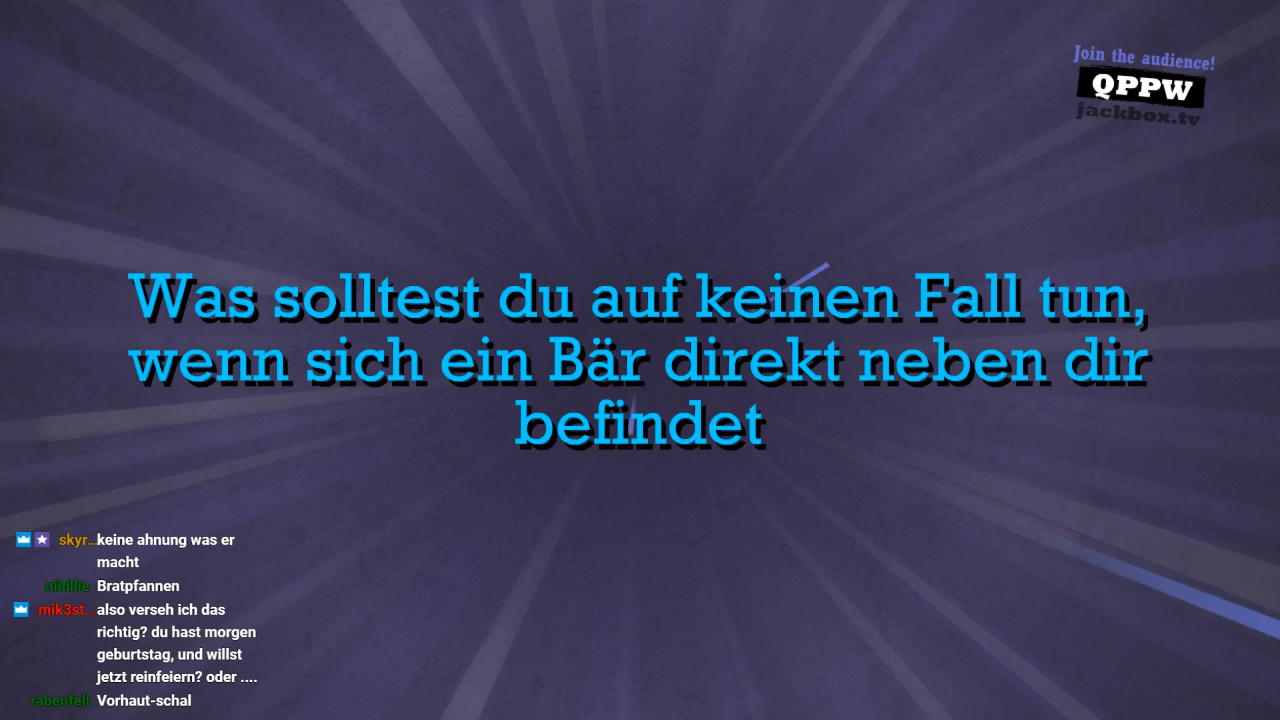 Join the audience!
QPPW
jackbox.tv
Was solltest du auf keinen Fall tun,
wenn sich ein Bär direkt neben dir
befindet
skyr... keine ahnung was er
macht
nihillie Bratpfannen
mik3st... also verseh ich das
richtig? du hast morgen
geburtstag, und willst
jetzt reinfeiern? oder ....
rabenfell Vorhaut-schal